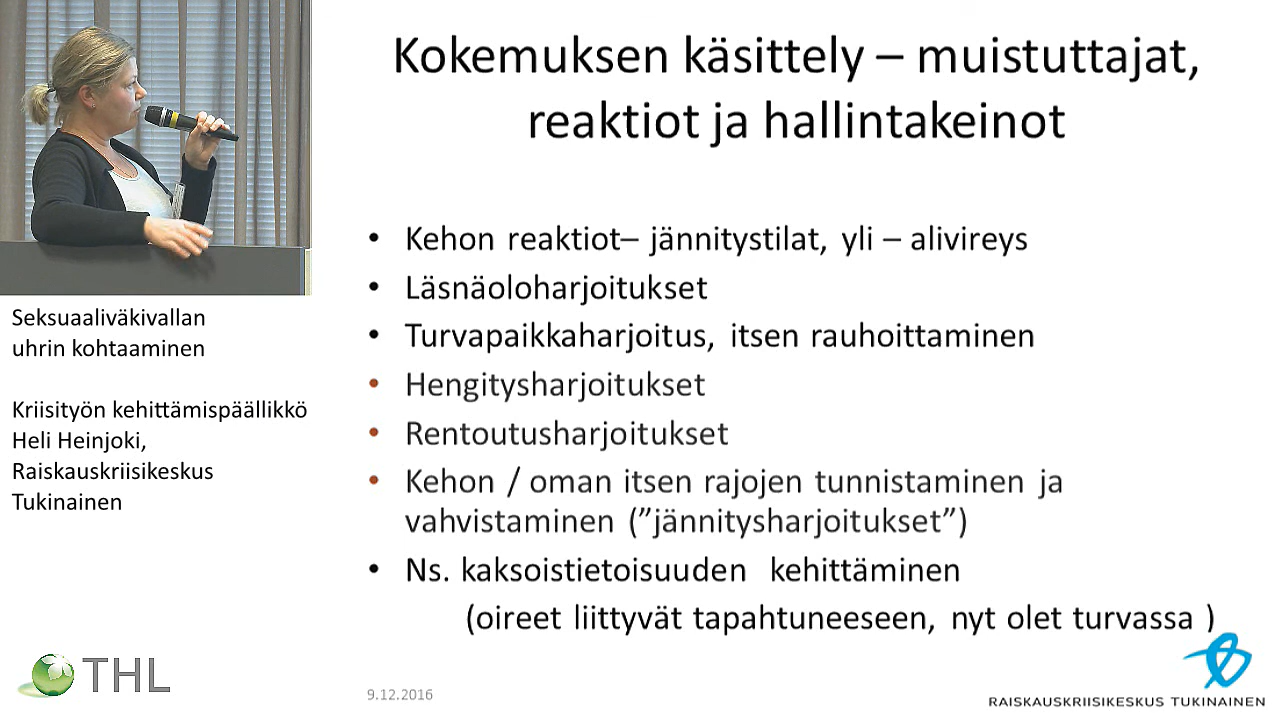 Kokemuksen käsittely – muistuttajat,
reaktiot ja hallintakeinot
• Kehon reaktiot– jännitystilat, yli – alivireys
• Läsnäoloharjoitukset
• Turvapaikkaharjoitus, itsen rauhoittaminen
• Hengitysharjoitukset
• Rentoutusharjoitukset
• Kehon / oman itsen rajojen tunnistaminen ja
vahvistaminen (”jännitysharjoitukset”)
• Ns. kaksoistietoisuuden kehittäminen
(oireet liittyvät tapahtuneeseen, nyt olet turvassa )
Seksuaaliväkivallan
uhrin kohtaaminen
Kriisityön kehittämispäällikkö
Heli Heinjoki,
Raiskauskriisikeskus
Tukinainen
THL
9.12.2016
RAISKAUSKRIISIKESKUS TUKINAINEN